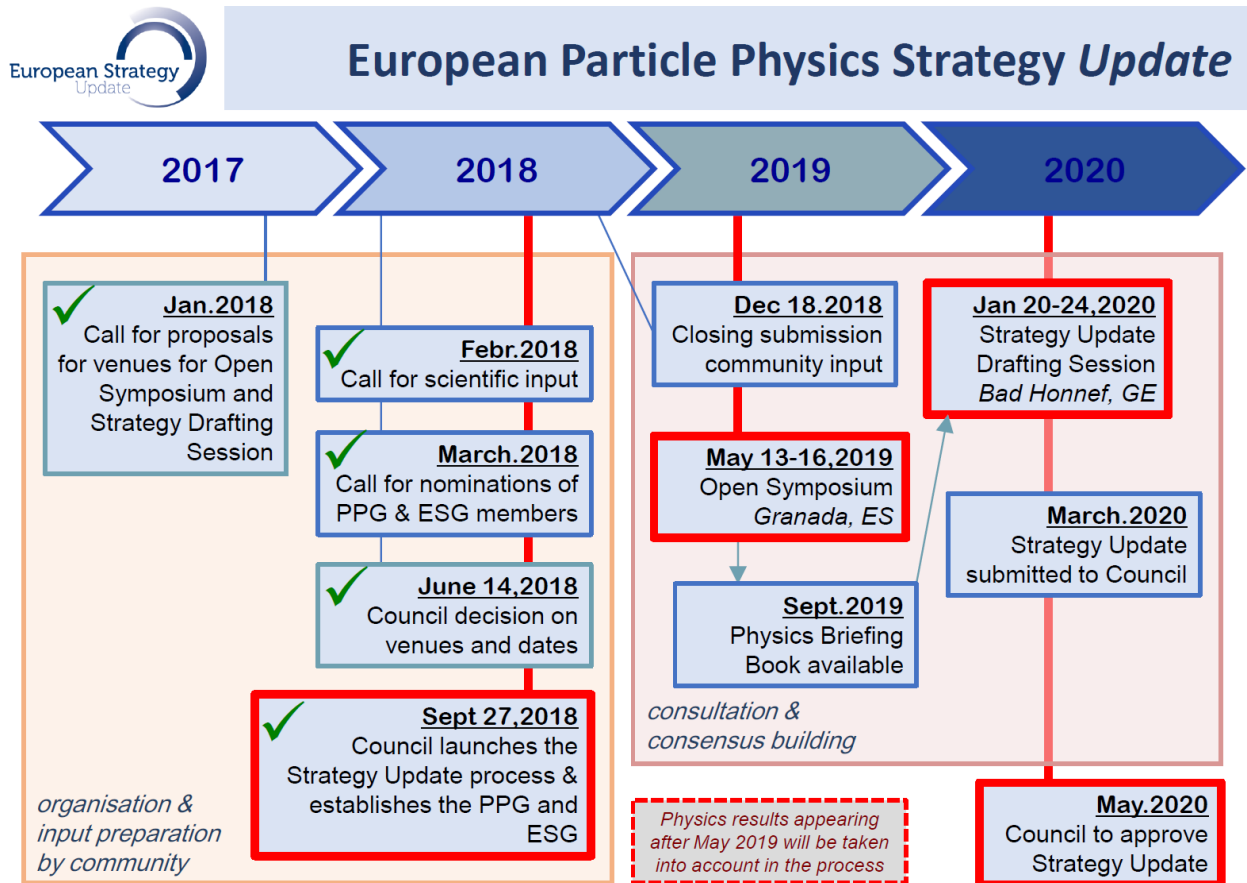 European Strategy
Update
European Particle Physics Strategy Update
2017
2018
2019
2020
Jan.2018
Call for proposals
for venues for Open
Symposium and
Strategy Drafting
Session
Febr.2018
Call for scientific input
March.2018
Call for nominations of
PPG & ESG members
June 14,2018
Council decision on
venues and dates
Sept 27,2018
Council launches the
Strategy Update process &
establishes the PPG and
ESG
organisation &
input preparation
by community
Dec 18.2018
Closing submission
community input
May 13-16,2019
Open Symposium
Granada, ES
Sept.2019
Physics Briefing
Book available
Jan 20-24,2020
Strategy Update
Drafting Session
Bad Honnef, GE
March.2020
Strategy Update
submitted to Council
consultation &
consensus building
Physics results appearing
after May 2019 will be taken
into account in the process
May.2020
Council to approve
Strategy Update